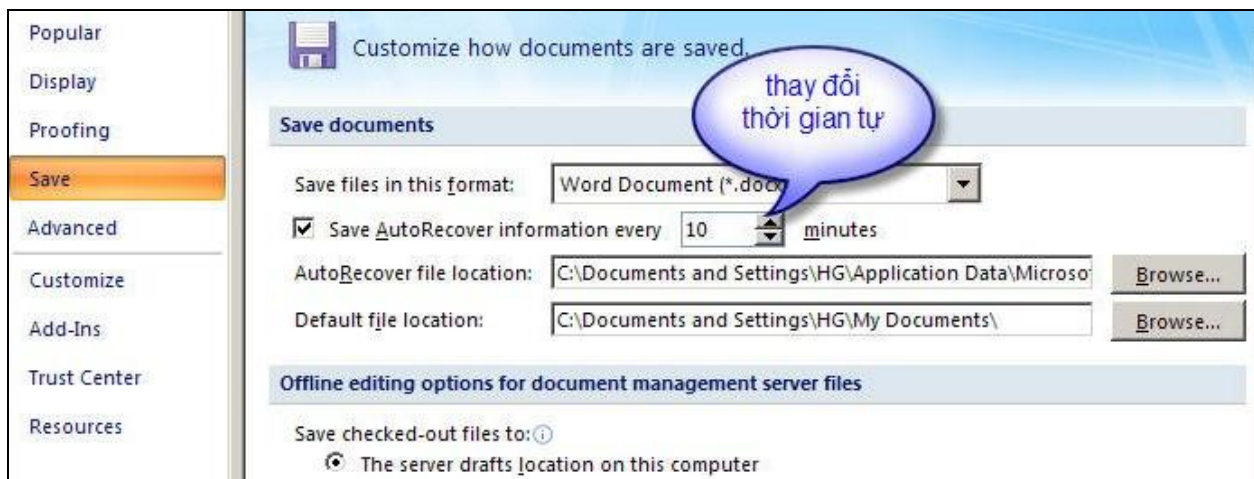 Popular
Display
Proofing
Save
Advanced
Customize
Add-Ins
Trust Center
Resources
Customize how documents are saved.
thay đổi
thời gian tự
Save documents
Save files in this format: Word Document (*.docx
Save AutoRecover information every 10 minutes
AutoRecover file location: C:\Documents and Settings\HG\Application Data\Microsof Browse...
Default file location: C:\Documents and Settings\HG\My Documents\ Browse...
Offline editing options for document management server files
Save checked-out files to:
The server drafts location on this computer